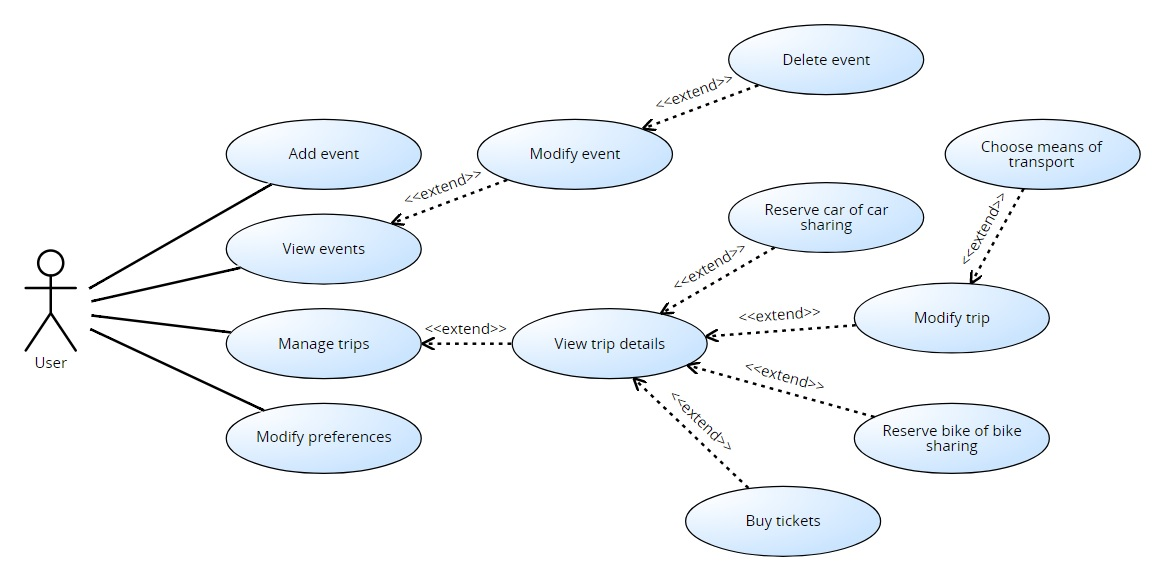 Delete event
<<extend>>
Add event
Modify event
Choose means of
transport
<<extend>>
Reserve car of car
sharing
<<extend>>
View events
<<extend>>
Modify trip
<<extend>>
<<extend>>
Manage trips
View trip details
User
<<extend>>
<<extend>>
Modify preferences
Reserve bike of bike
sharing
Buy tickets